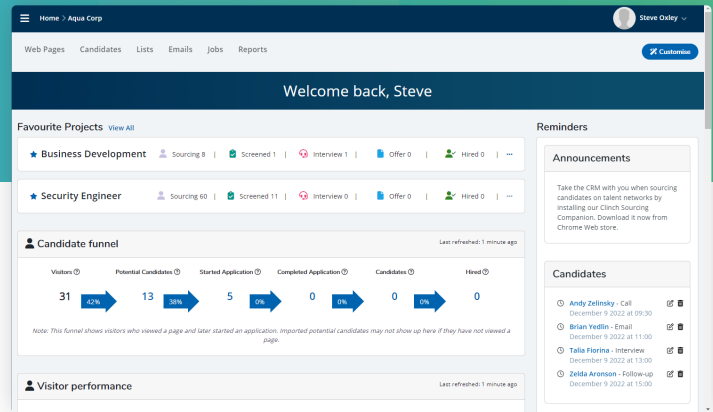 Home > Aqua Corp
Steve Oxley
Web Pages Candidates Lists Emails Jobs Reports
Customise
Welcome back, Steve
Favourite Projects View All
Business Development Sourcing 8 | Screened 1 | Interview 1 | Offer 0 | Hired 0 | ···
Security Engineer Sourcing 60 | Screened 11 | Interview 0 | Offer 0 | Hired 0 | ···
Candidate funnel
Last refreshed: 1 minute ago
Visitors Potential Candidates Started Application Completed Application Candidates Hired
31 42% 13 38% 5 0% 0 0% 0 0% 0
Note: This funnel shows visitors who viewed a page and later started an application. Imported potential candidates may not show up here if they have not viewed a
page.
Visitor performance
Last refreshed: 1 minute ago
Reminders
Announcements
Take the CRM with you when sourcing
candidates on talent networks by
installing our Clinch Sourcing
Companion. Download it now from
Chrome Web store.
Candidates
Andy Zelinsky - Call
December 9 2022 at 09:30
Brian Yedlin - Email
December 9 2022 at 11:00
Talia Fiorina - Interview
December 9 2022 at 13:00
Zelda Aronson - Follow-up
December 9 2022 at 15:00